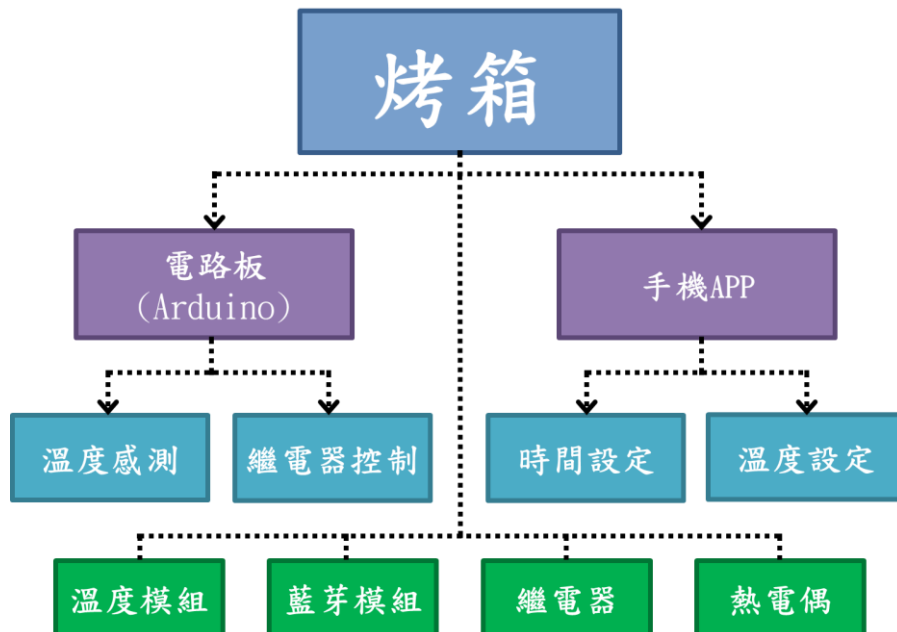 烤箱
電路板
(Arduino)
手機APP
溫度感測
繼電器控制
時間設定
溫度設定
溫度模組
藍芽模組
繼電器
熱電偶